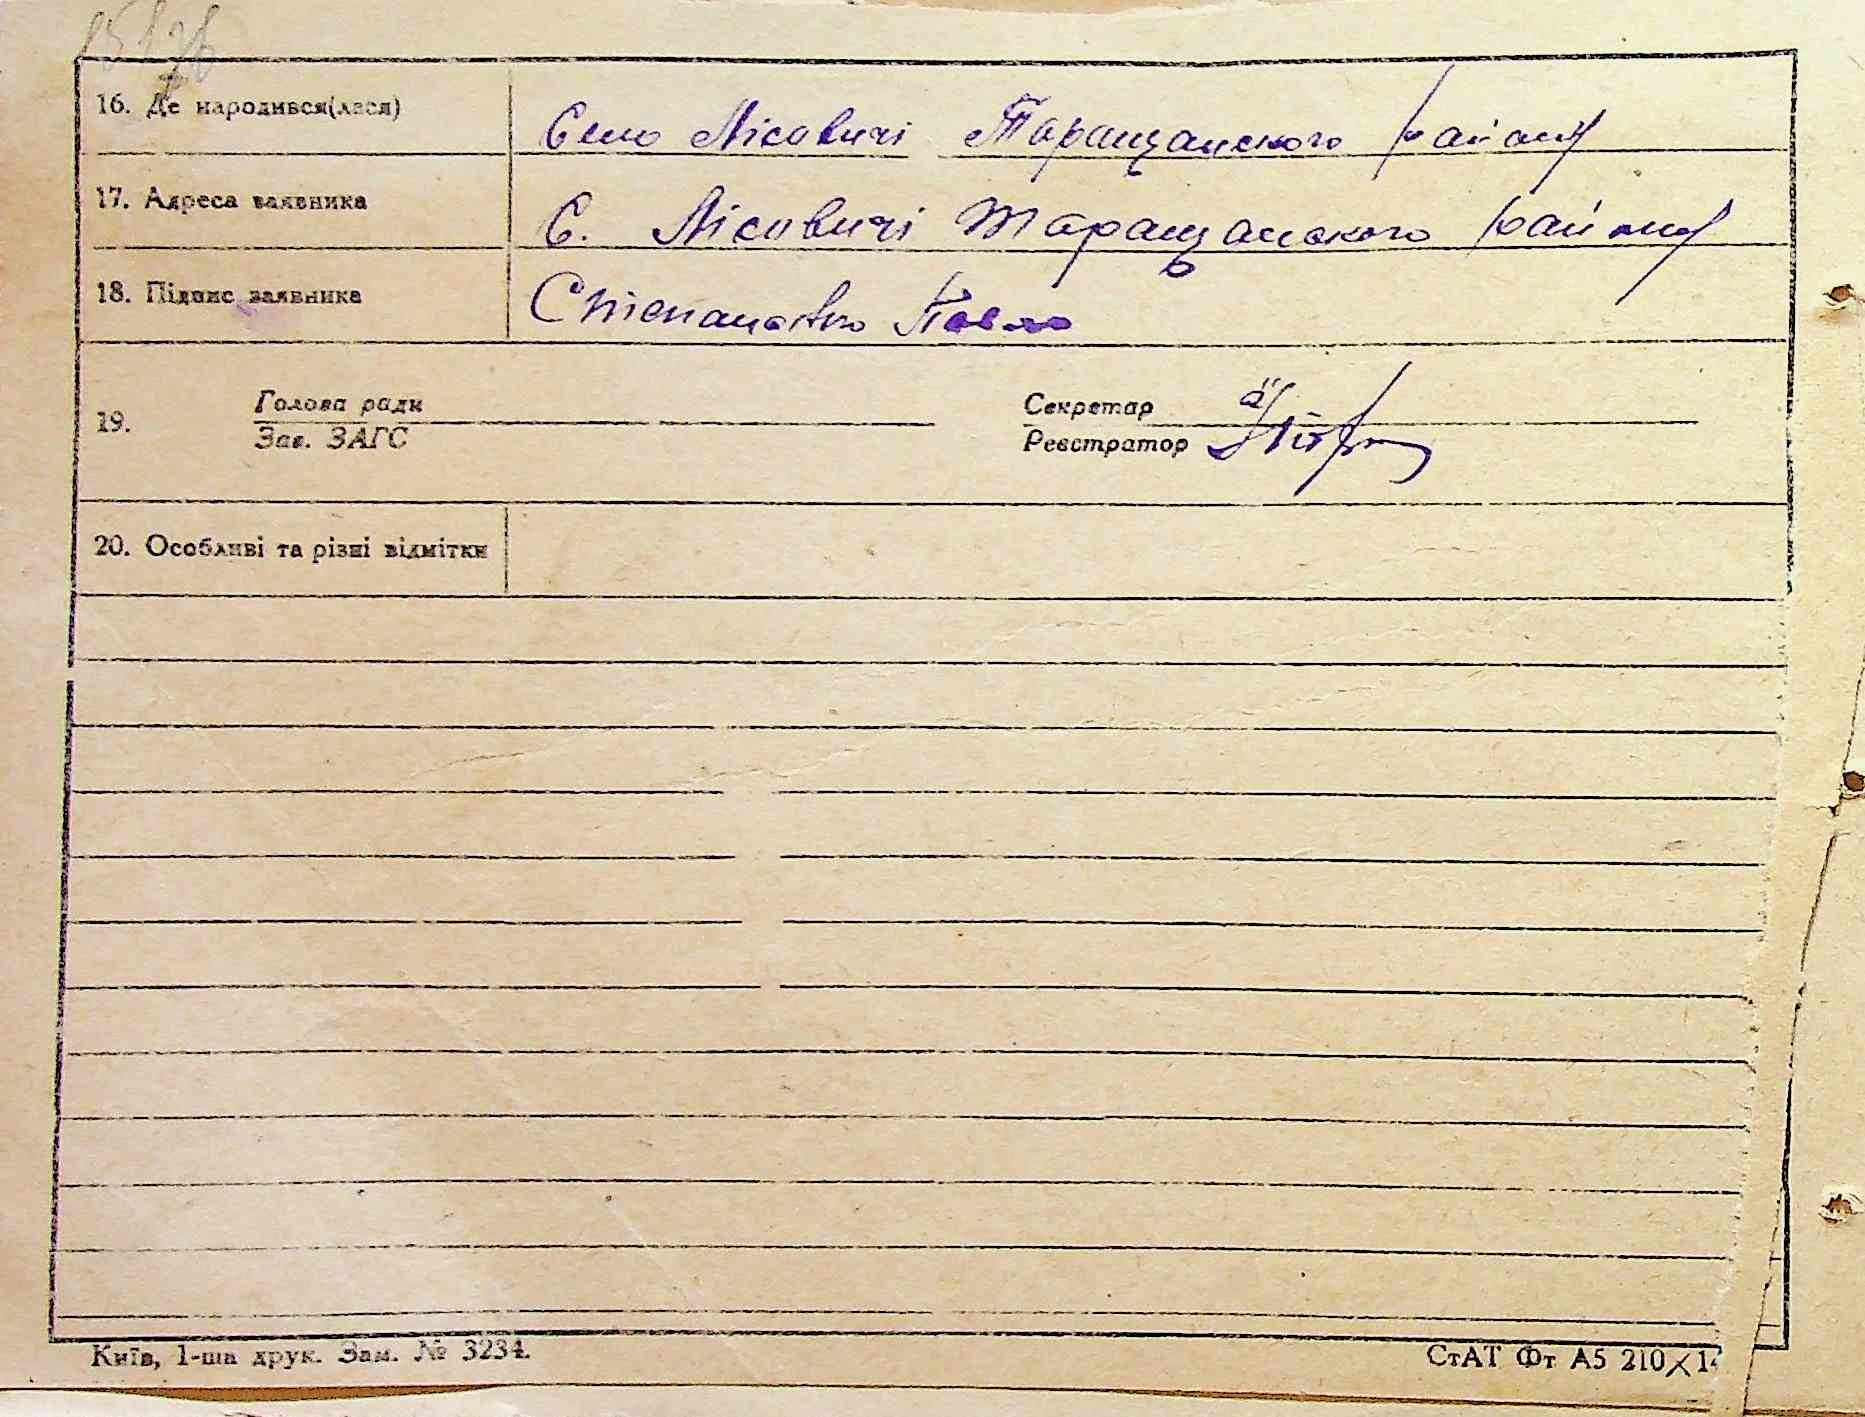 16. Де народився(лася) Село Лісовичі Таращанского району
17. Адреса заявника С. Лісовичі Таращанского району
18. Підпис заявника Степаненко Павло
19. Голова ради Секретар
Зав. ЗАГС Реєстратор
20. Особливі та різні відмітки
Київ, 1-ша друк. Зам. № 3234. СтАТ Фт А5 210×14